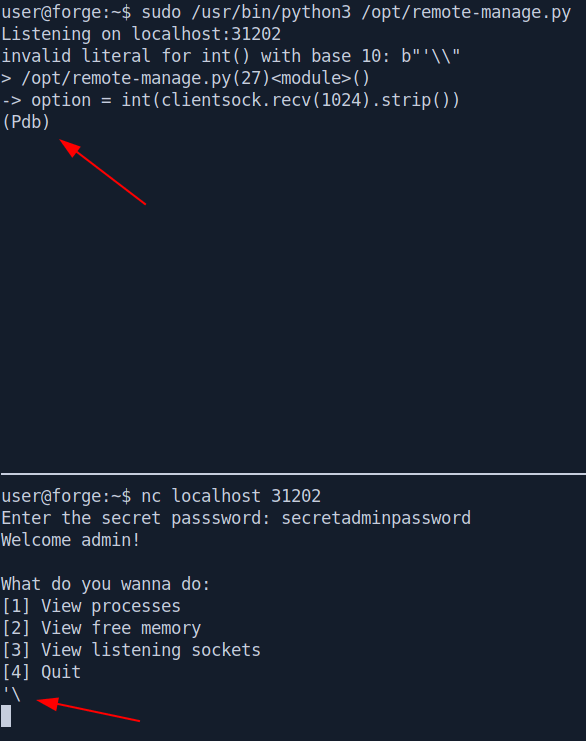 user@forge:~$ sudo /usr/bin/python3 /opt/remote-manage.py
Listening on localhost:31202
invalid literal for int() with base 10: b"'\\"
> /opt/remote-manage.py(27)<module>()
-> option = int(clientsock.recv(1024).strip())
(Pdb)
user@forge:~$ nc localhost 31202
Enter the secret passsword: secretadminpassword
Welcome admin!
What do you wanna do:
[1] View processes
[2] View free memory
[3] View listening sockets
[4] Quit
'\